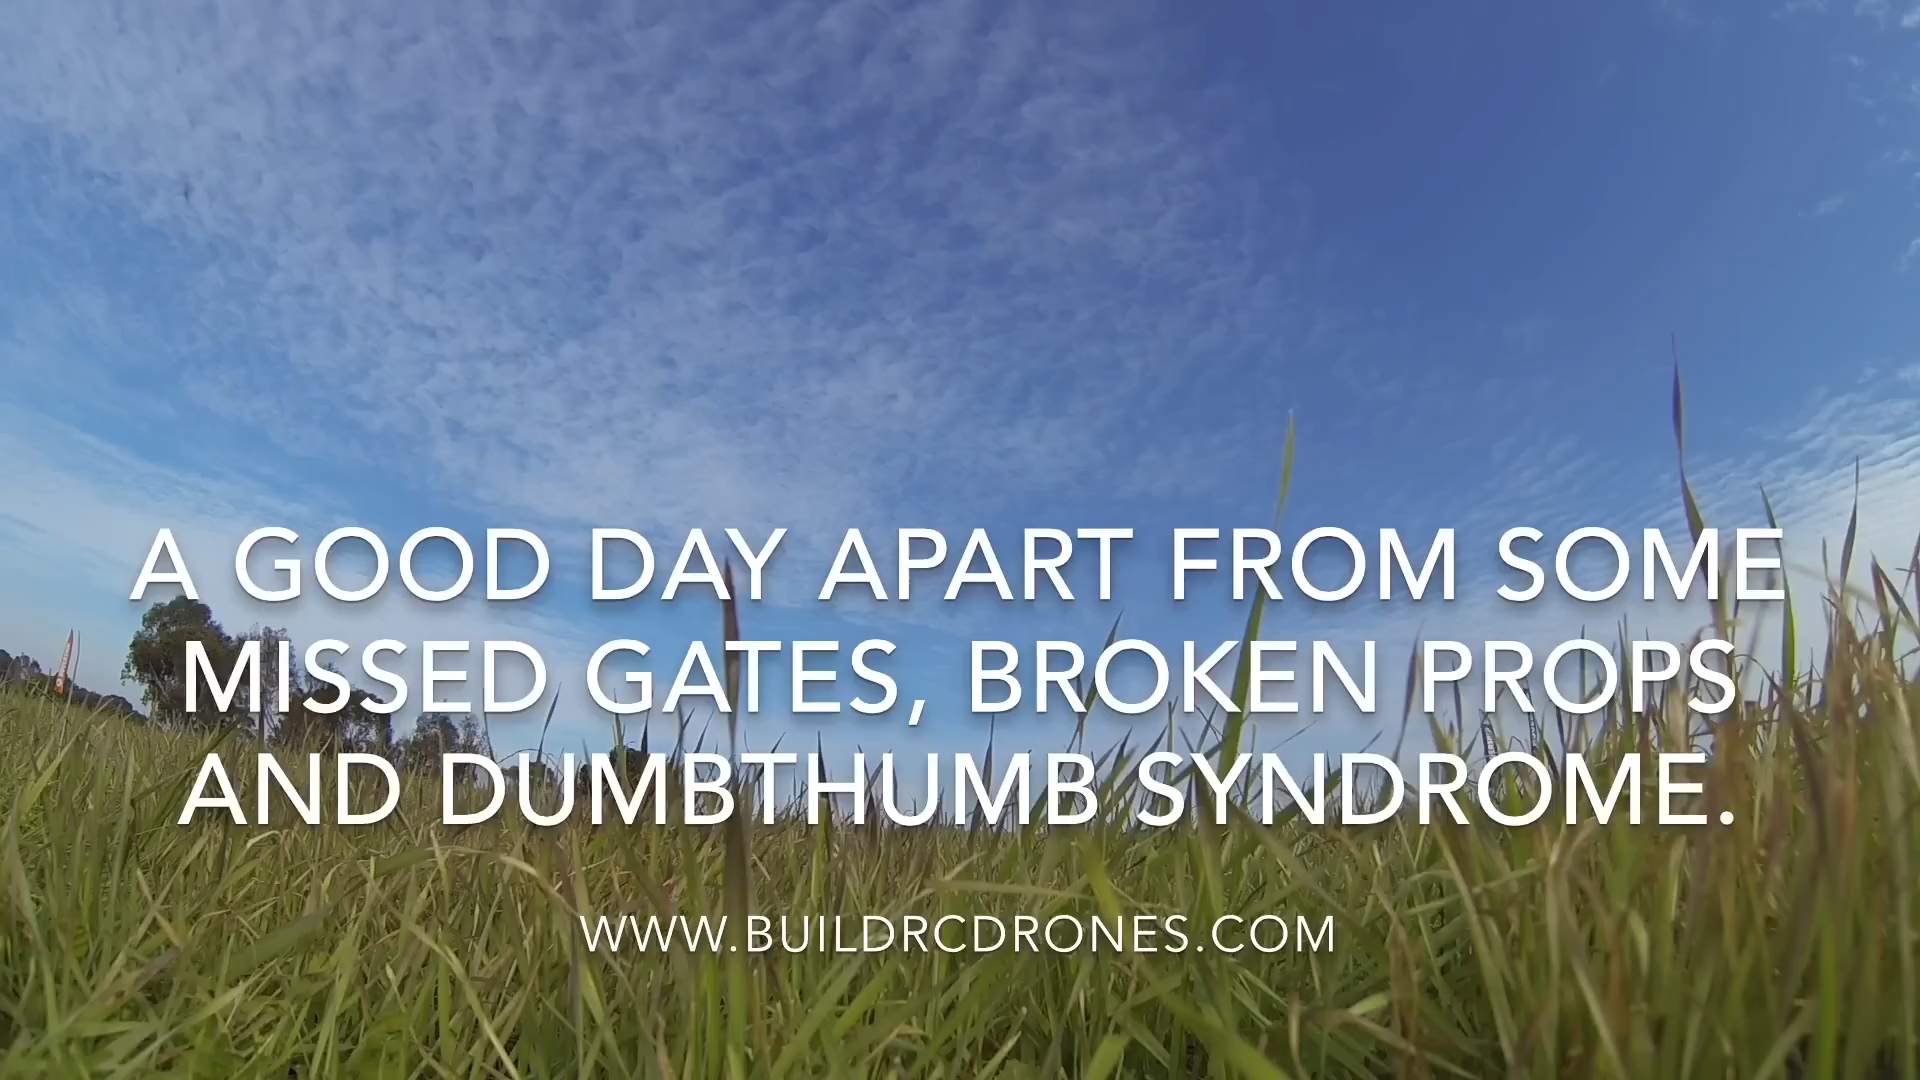 A GOOD DAY APART FROM SOME
MISSED GATES, BROKEN PROPS
AND DUMBTHUMB SYNDROME.
WWW.BUILDRCDRONES.COM